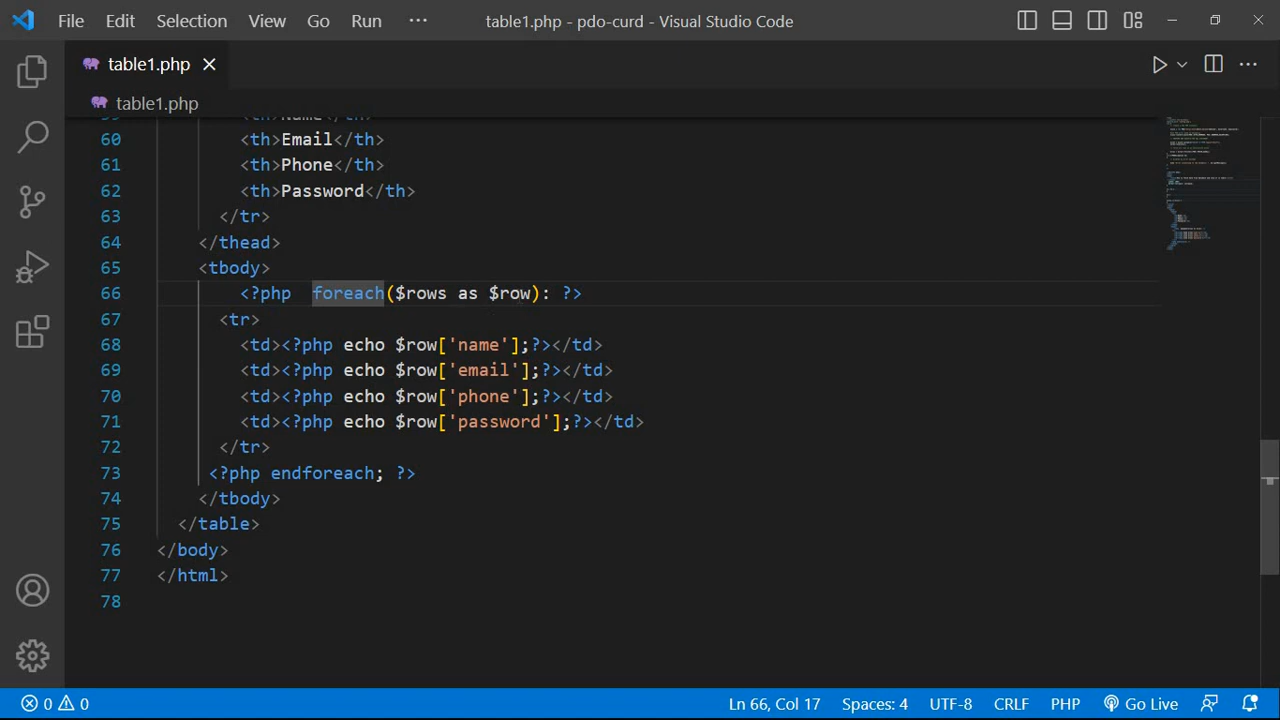 File Edit Selection View Go Run ··· table1.php - pdo-curd - Visual Studio Code
table1.php
table1.php
59 <th>Name</th>
60 <th>Email</th>
61 <th>Phone</th>
62 <th>Password</th>
63 </tr>
64 </thead>
65 <tbody>
66 <?php  foreach($rows as $row): ?>
67 <tr>
68 <td><?php echo $row['name'];?></td>
69 <td><?php echo $row['email'];?></td>
70 <td><?php echo $row['phone'];?></td>
71 <td><?php echo $row['password'];?></td>
72 </tr>
73 <?php endforeach; ?>
74 </tbody>
75 </table>
76 </body>
77 </html>
78
0 0 Ln 66, Col 17 Spaces: 4 UTF-8 CRLF PHP Go Live